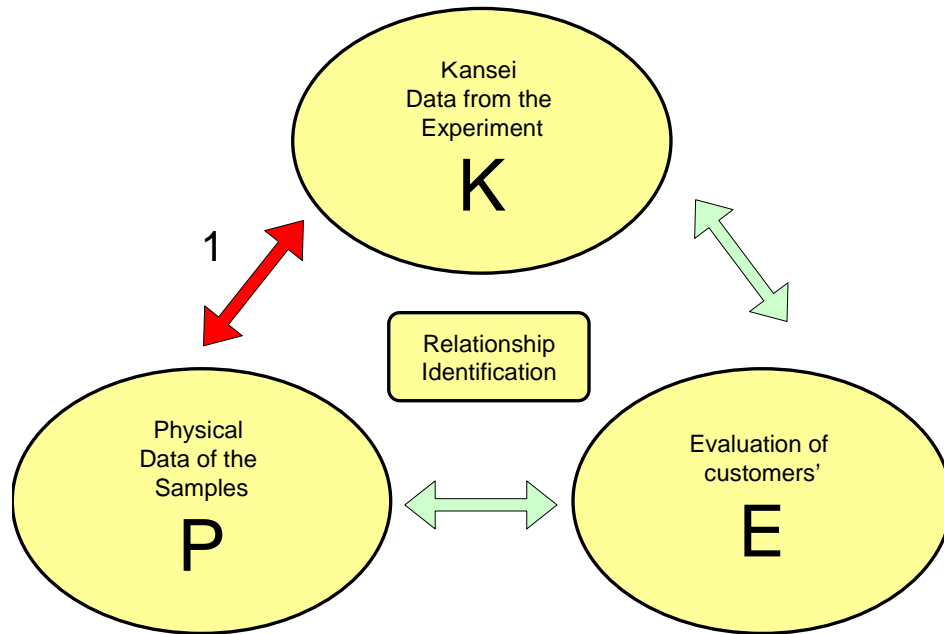 Kansei
Data from the
Experiment
K
1
Relationship
Identification
Physical
Data of the
Samples
P
Evaluation of
customers’
E